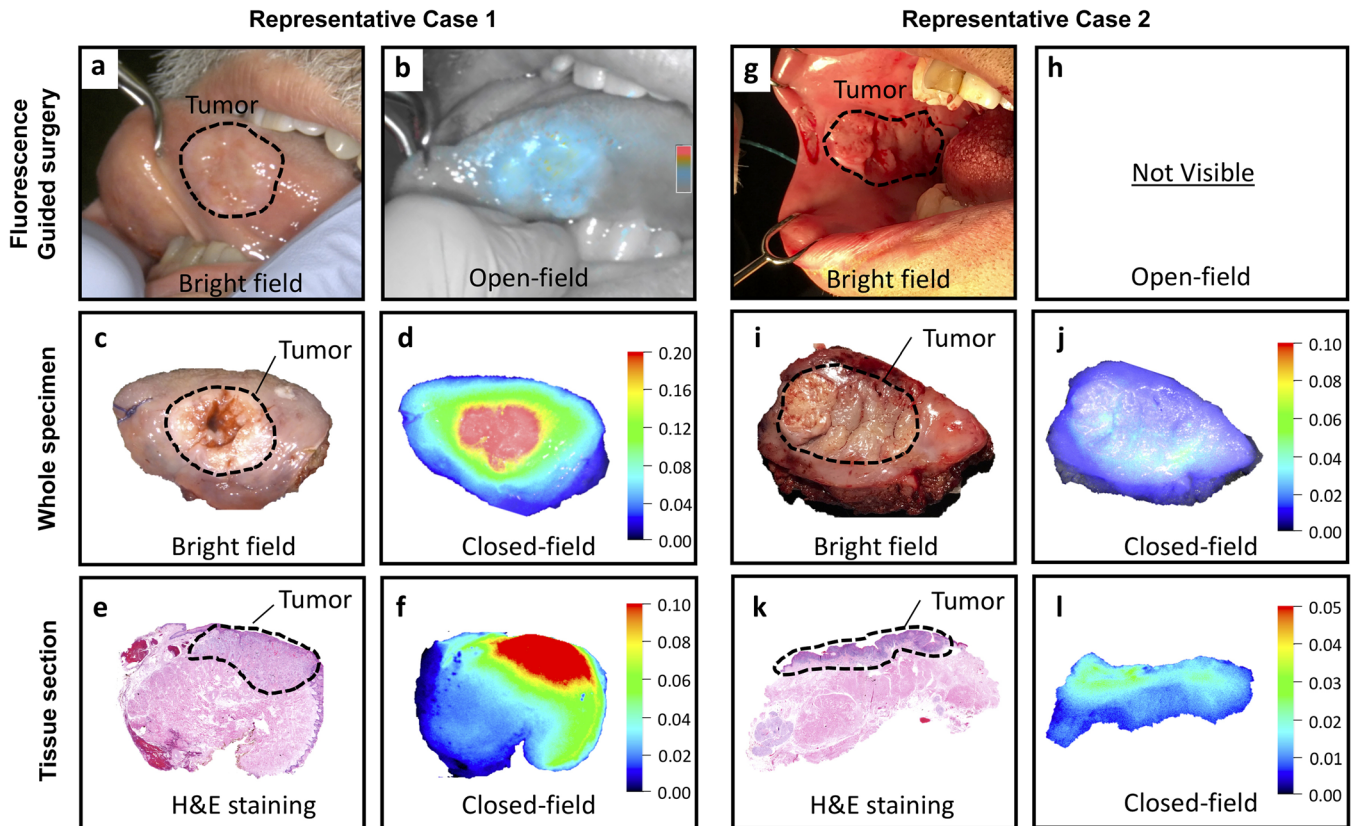 Representative Case 1
Representative Case 2
Fluorescence
Guided surgery
a
Tumor
Bright field
b
Open-field
g
Tumor
Bright field
h
Not Visible
Open-field
Whole specimen
c
Tumor
Bright field
d
0.20
0.16
0.12
0.08
0.04
0.00
Closed-field
i
Tumor
Bright field
j
0.10
0.08
0.06
0.04
0.02
0.00
Closed-field
Tissue section
e
Tumor
H&E staining
f
0.10
0.08
0.06
0.04
0.02
0.00
Closed-field
k
Tumor
H&E staining
l
0.05
0.04
0.03
0.02
0.01
0.00
Closed-field